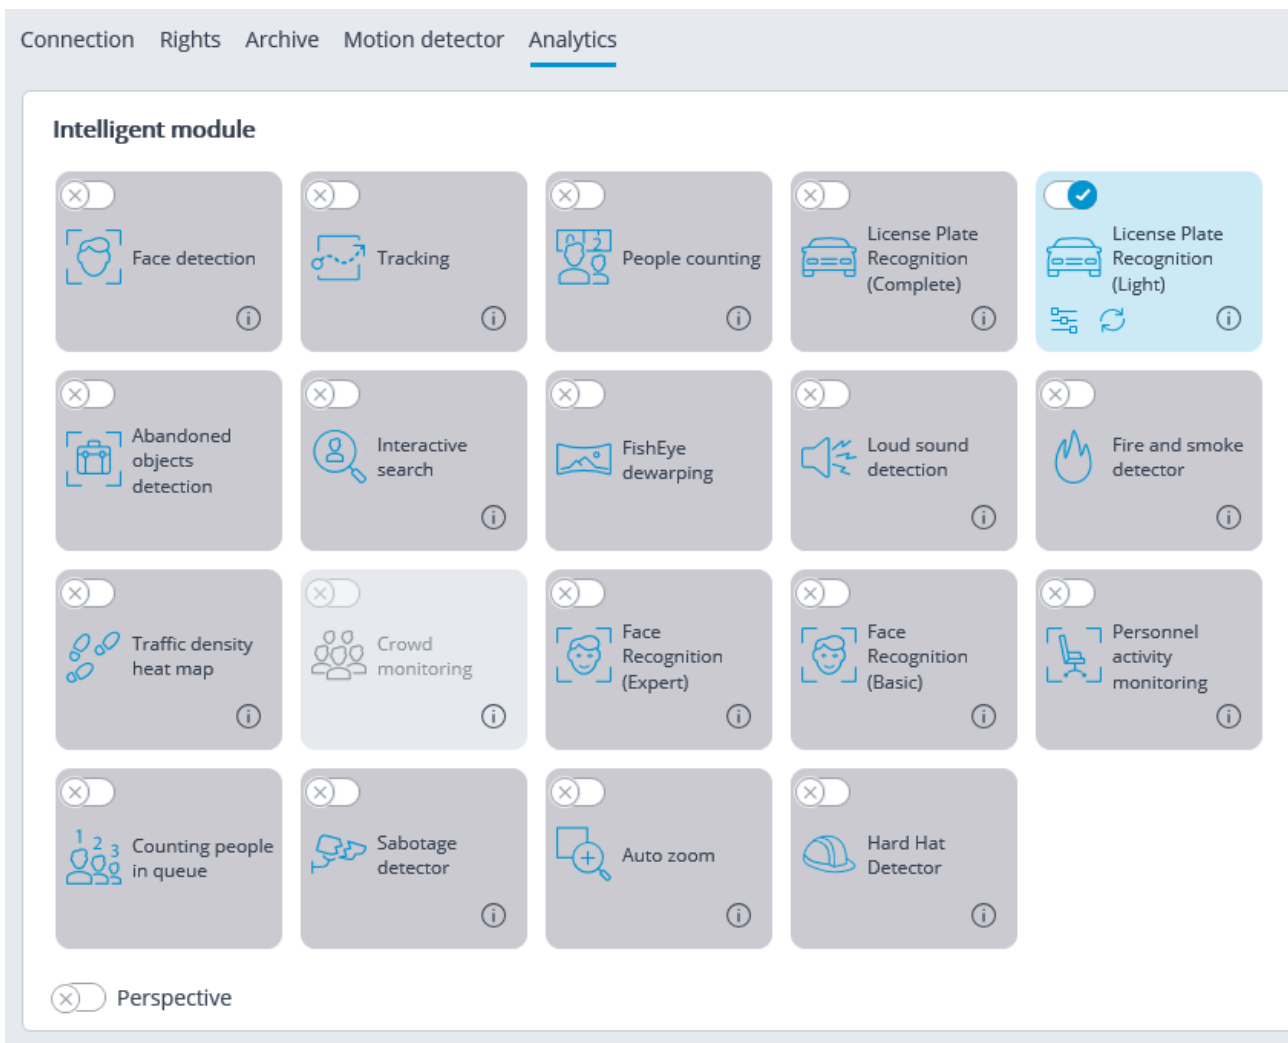 Connection Rights Archive Motion detector Analytics
Intelligent module
Face detection
Tracking
People counting
License Plate
Recognition
(Complete)
License Plate
Recognition
(Light)
Abandoned
objects
detection
Interactive
search
FishEye
dewarping
Loud sound
detection
Fire and smoke
detector
Traffic density
heat map
Crowd
monitoring
Face
Recognition
(Expert)
Face
Recognition
(Basic)
Personnel
activity
monitoring
1 2 3
Counting people
in queue
Sabotage
detector
Auto zoom
Hard Hat
Detector
Perspective